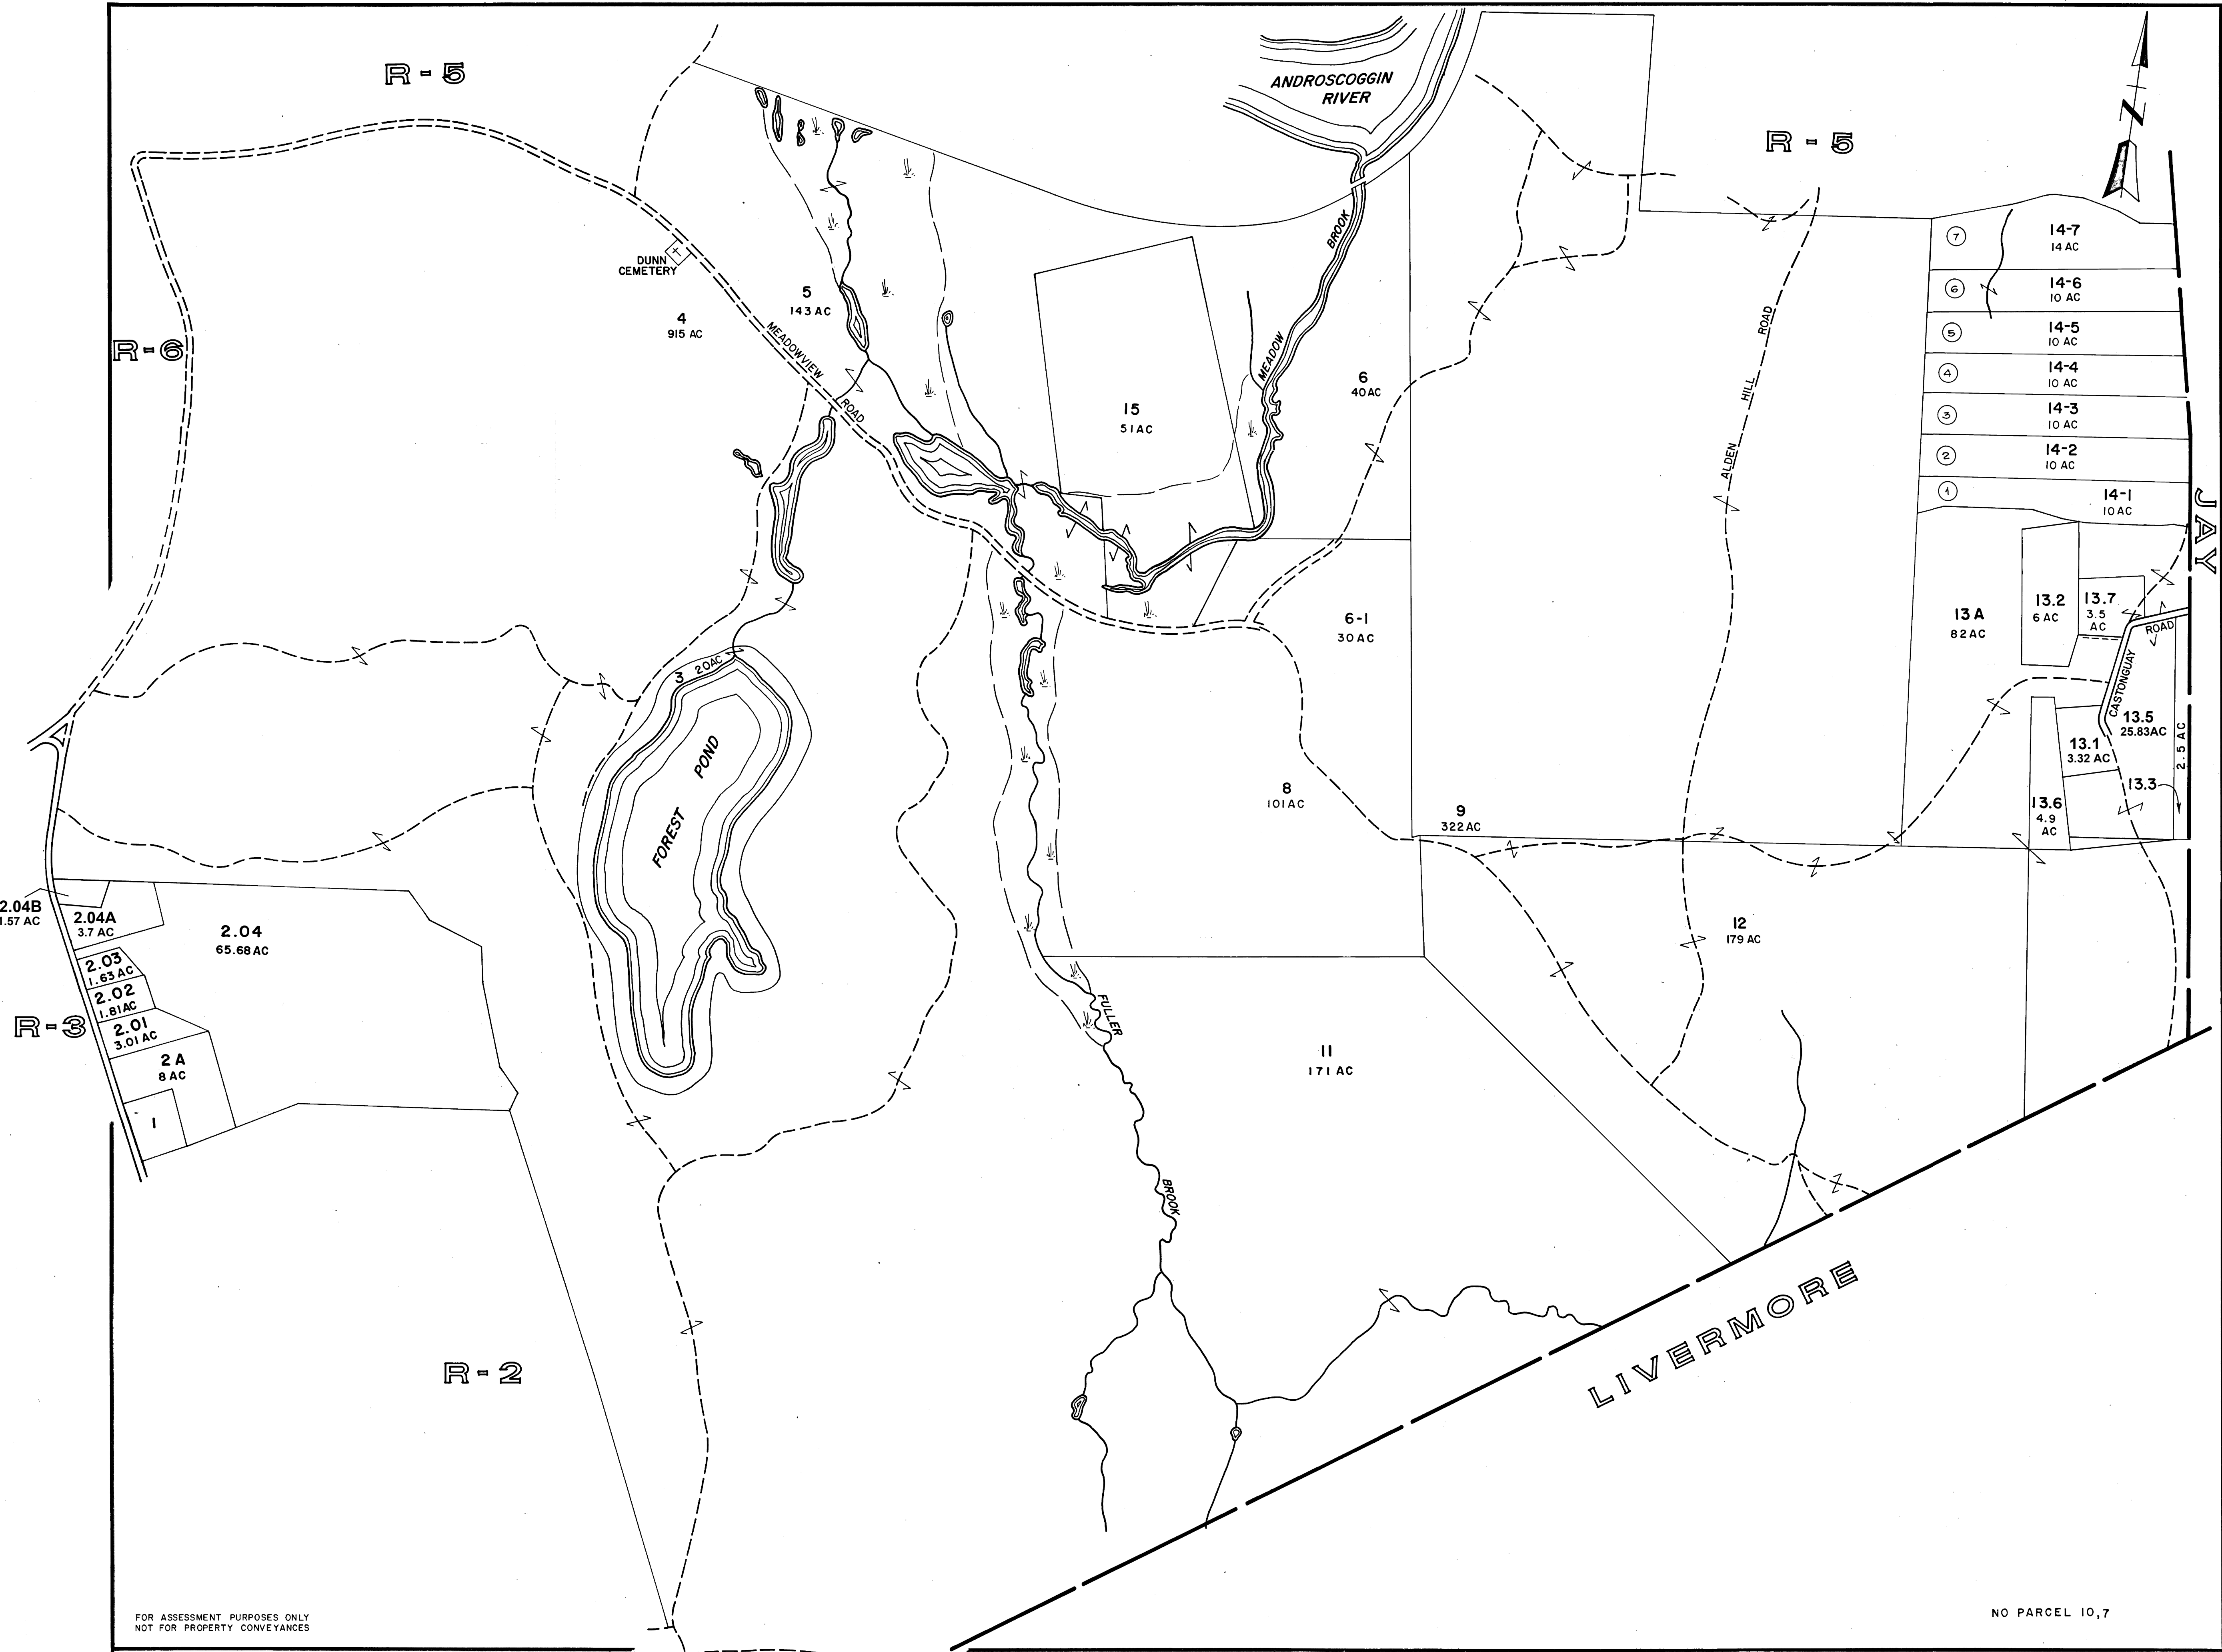 R-5
ANDROSCOGGIN
RIVER
R-5
N
DUNN
CEMETERY
4
915 AC
5
143 AC
MEADOWVIEW
ROAD
R-6
15
51 AC
MEADOW
BROOK
6
40 AC
ALDEN
HILL
ROAD
7
14-7
14 AC
6
14-6
10 AC
5
14-5
10 AC
4
14-4
10 AC
3
14-3
10 AC
2
14-2
10 AC
1
14-1
10 AC
JAY
13A
82 AC
13.2
6 AC
13.7
3.5
AC
CASTONGUAY
ROAD
13.5
25.83 AC
2.5 AC
13.1
3.32 AC
13.3
13.6
4.9
AC
6-1
30 AC
3
20 AC
FOREST
POND
8
101 AC
9
322 AC
12
179 AC
2.04B
1.57 AC
2.04A
3.7 AC
2.04
65.68 AC
2.03
1.63 AC
2.02
1.81 AC
2.01
3.01 AC
2A
8 AC
1
R-3
FULLER
BROOK
11
171 AC
R-2
LIVERMORE
FOR ASSESSMENT PURPOSES ONLY
NOT FOR PROPERTY CONVEYANCES
NO PARCEL 10,7